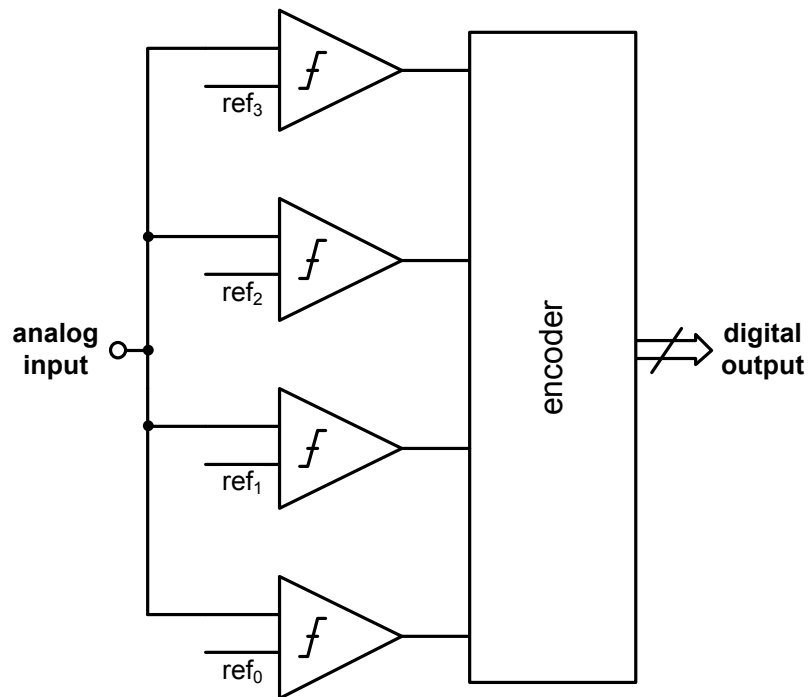 ref₃
ref₂
analog
input
encoder
digital
output
ref₁
ref₀